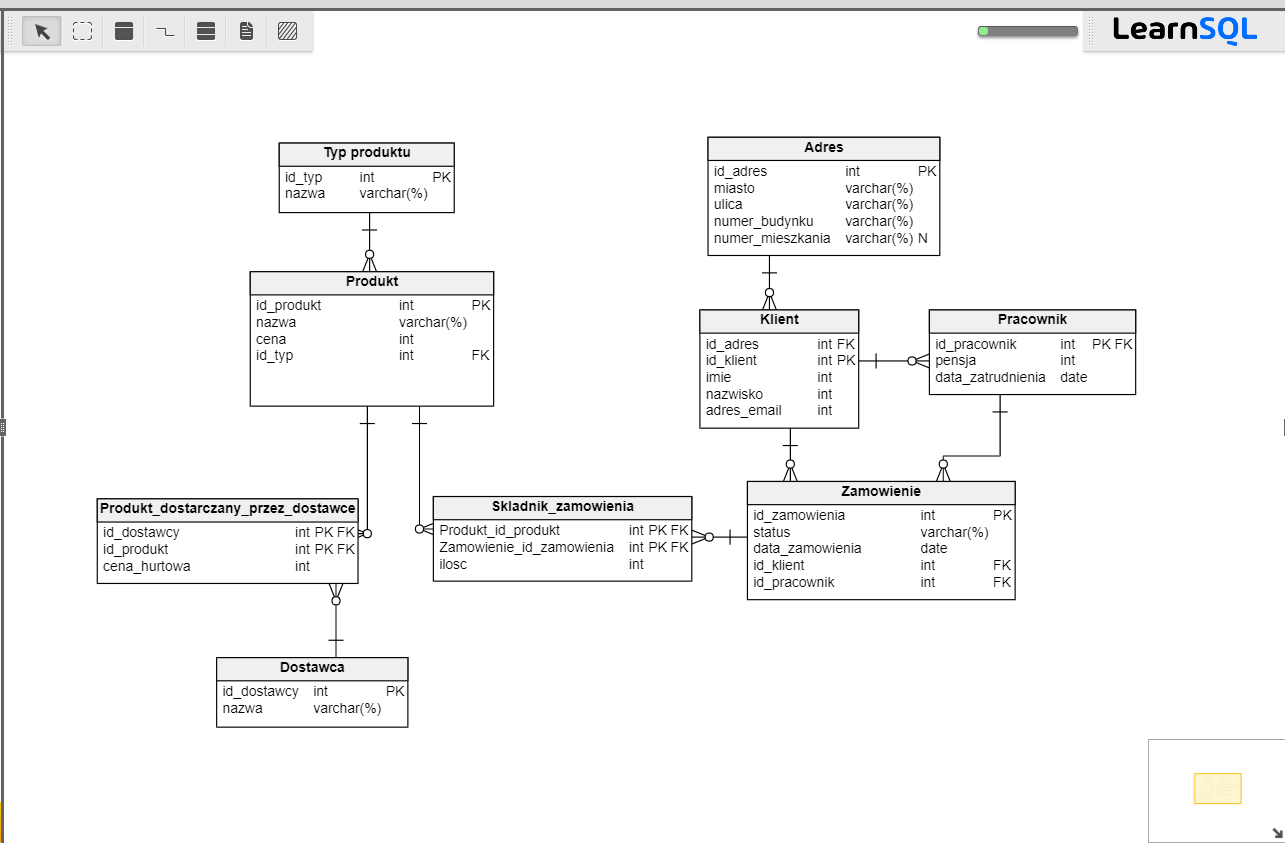 LearnSQL
Typ produktu
id_typ int PK
nazwa varchar(%)
Adres
id_adres int PK
miasto varchar(%)
ulica varchar(%)
numer_budynku varchar(%)
numer_mieszkania varchar(%) N
Produkt
id_produkt int PK
nazwa varchar(%)
cena int
id_typ int FK
Klient
id_adres int FK
id_klient int PK
imie int
nazwisko int
adres_email int
Pracownik
id_pracownik int PK FK
pensja int
data_zatrudnienia date
Produkt_dostarczany_przez_dostawce
id_dostawcy int PK FK
id_produkt int PK FK
cena_hurtowa int
Skladnik_zamowienia
Produkt_id_produkt int PK FK
Zamowienie_id_zamowienia int PK FK
ilosc int
Zamowienie
id_zamowienia int PK
status varchar(%)
data_zamowienia date
id_klient int FK
id_pracownik int FK
Dostawca
id_dostawcy int PK
nazwa varchar(%)